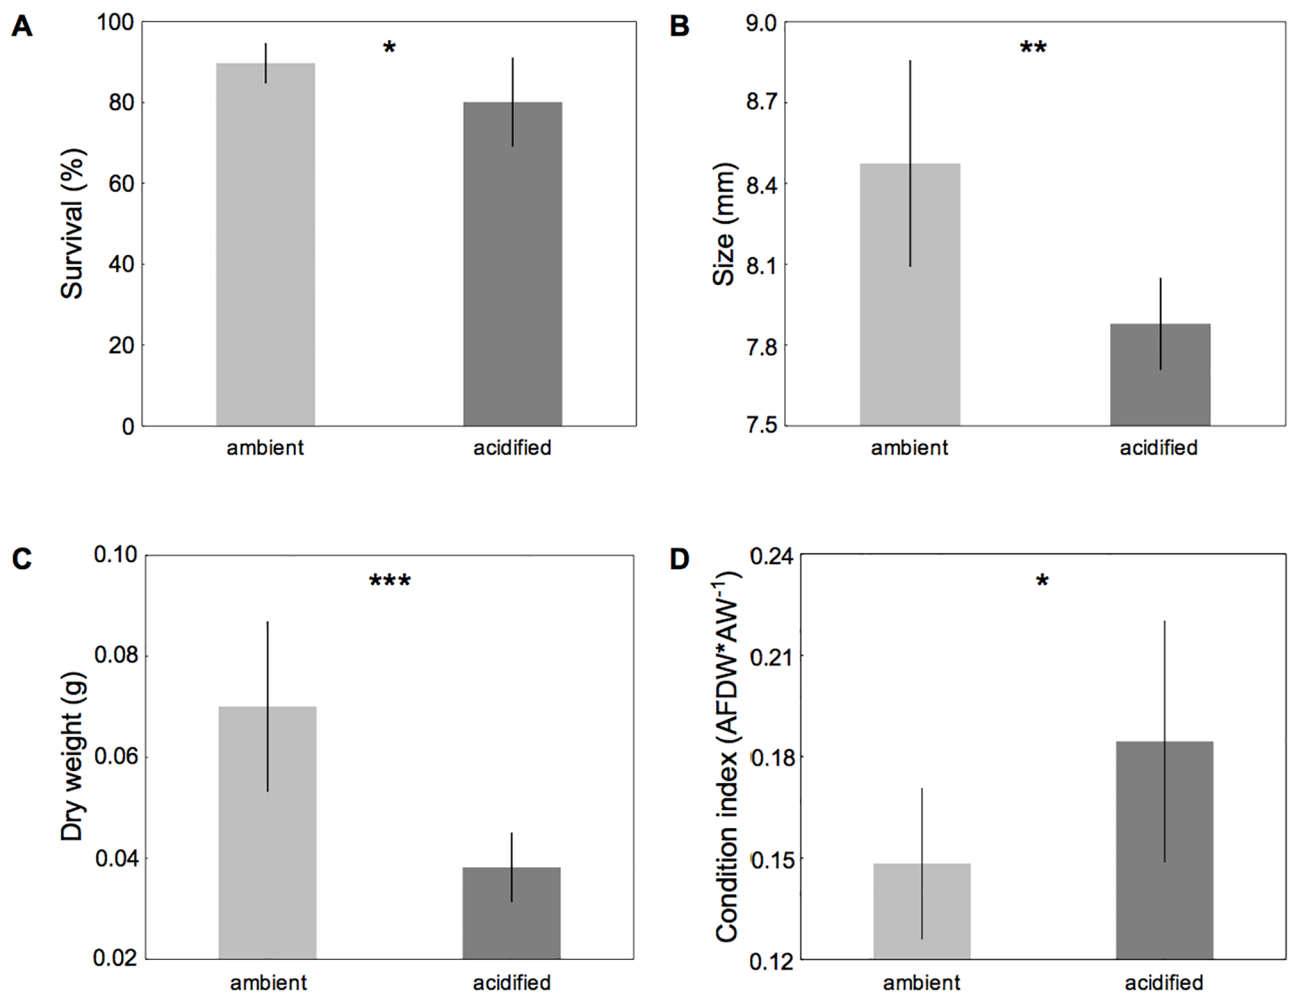 A
Survival (%)
100
80
60
40
20
0
*
ambient
acidified
B
Size (mm)
9.0
8.7
8.4
8.1
7.8
7.5
**
ambient
acidified
C
Dry weight (g)
0.10
0.08
0.06
0.04
0.02
***
ambient
acidified
D
Condition index (AFDW*AW⁻¹)
0.24
0.21
0.18
0.15
0.12
*
ambient
acidified